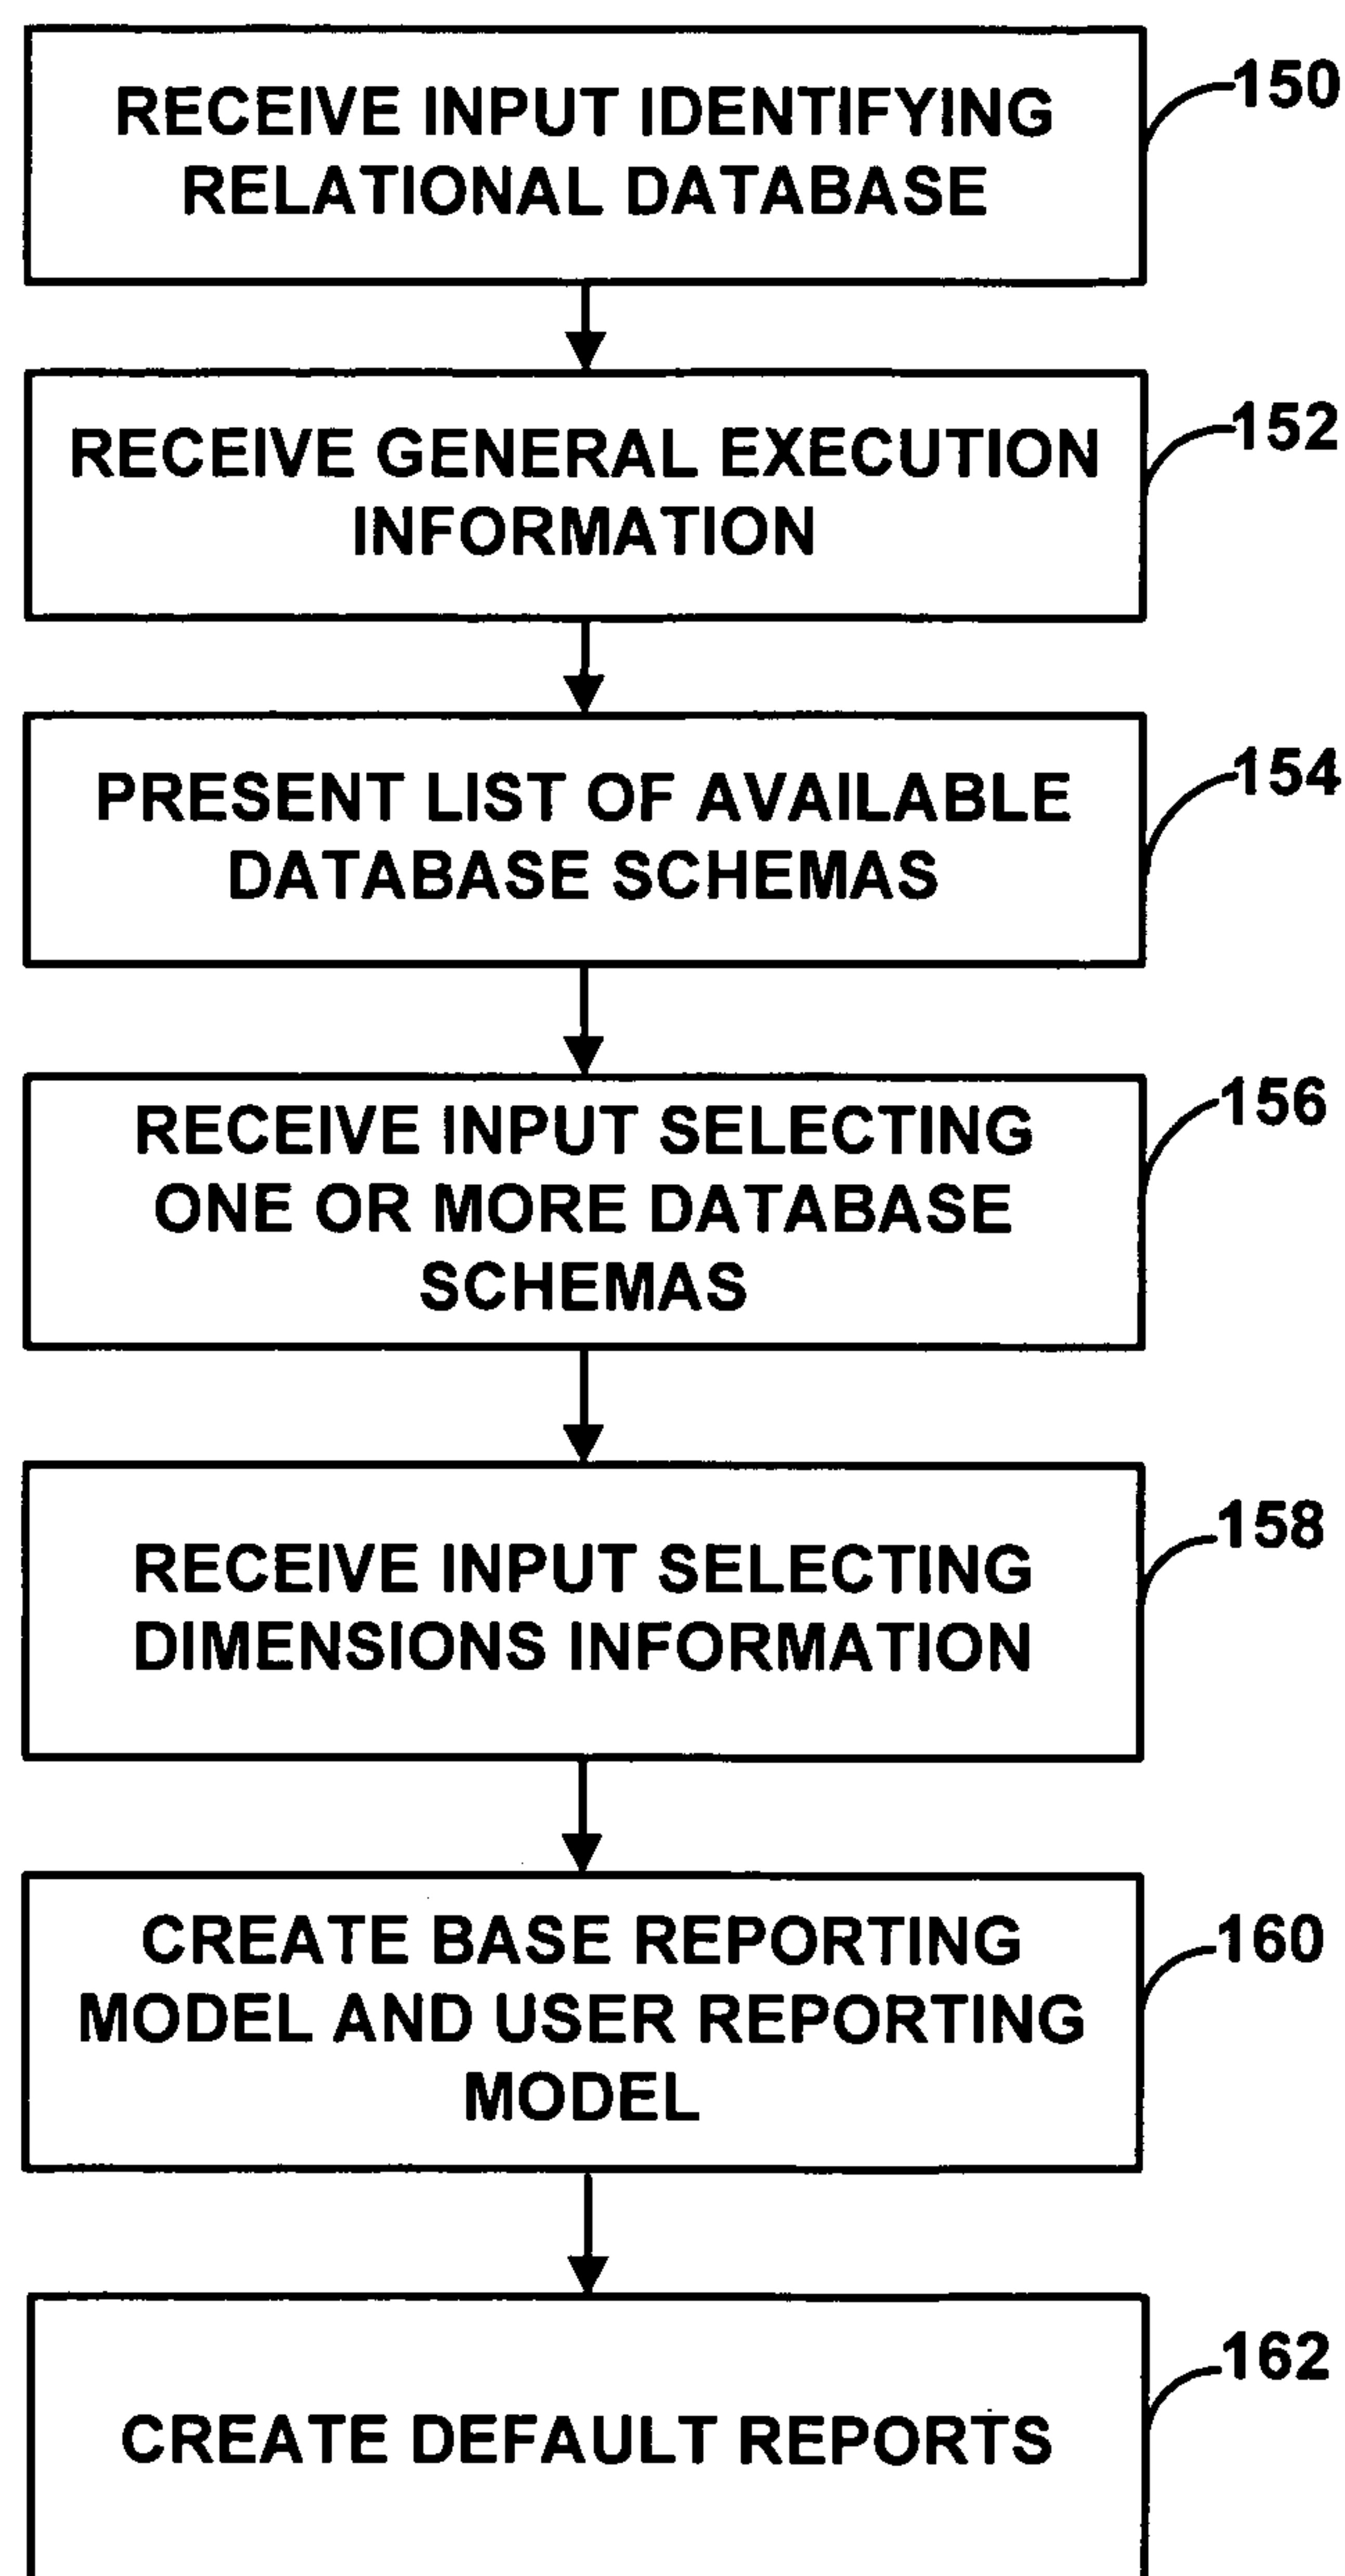 RECEIVE INPUT IDENTIFYING
RELATIONAL DATABASE
150
RECEIVE GENERAL EXECUTION
INFORMATION
152
PRESENT LIST OF AVAILABLE
DATABASE SCHEMAS
154
RECEIVE INPUT SELECTING
ONE OR MORE DATABASE
SCHEMAS
156
RECEIVE INPUT SELECTING
DIMENSIONS INFORMATION
158
CREATE BASE REPORTING
MODEL AND USER REPORTING
MODEL
160
CREATE DEFAULT REPORTS
162